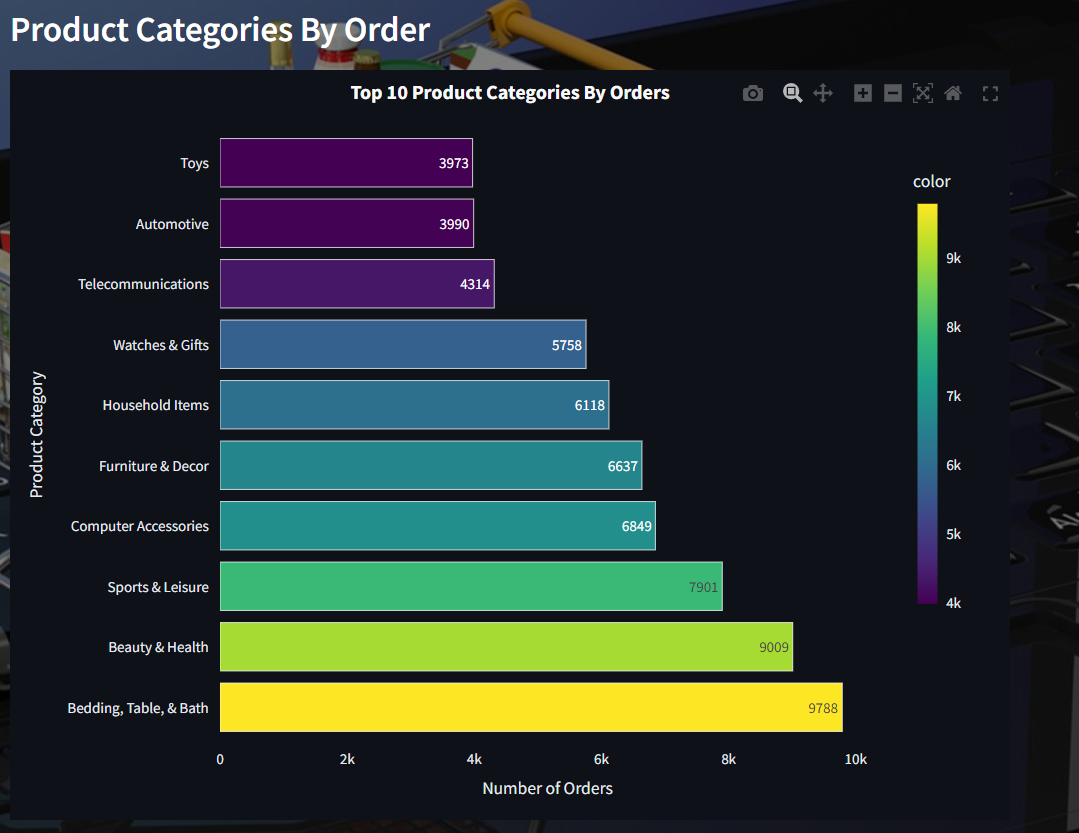 Product Categories By Order
Top 10 Product Categories By Orders
color
Toys 3973
Automotive 3990
Telecommunications 4314
Watches & Gifts 5758
Household Items 6118
Furniture & Decor 6637
Computer Accessories 6849
Sports & Leisure 7901
Beauty & Health 9009
Bedding, Table, & Bath 9788
Product Category
9k
8k
7k
6k
5k
4k
0 2k 4k 6k 8k 10k
Number of Orders